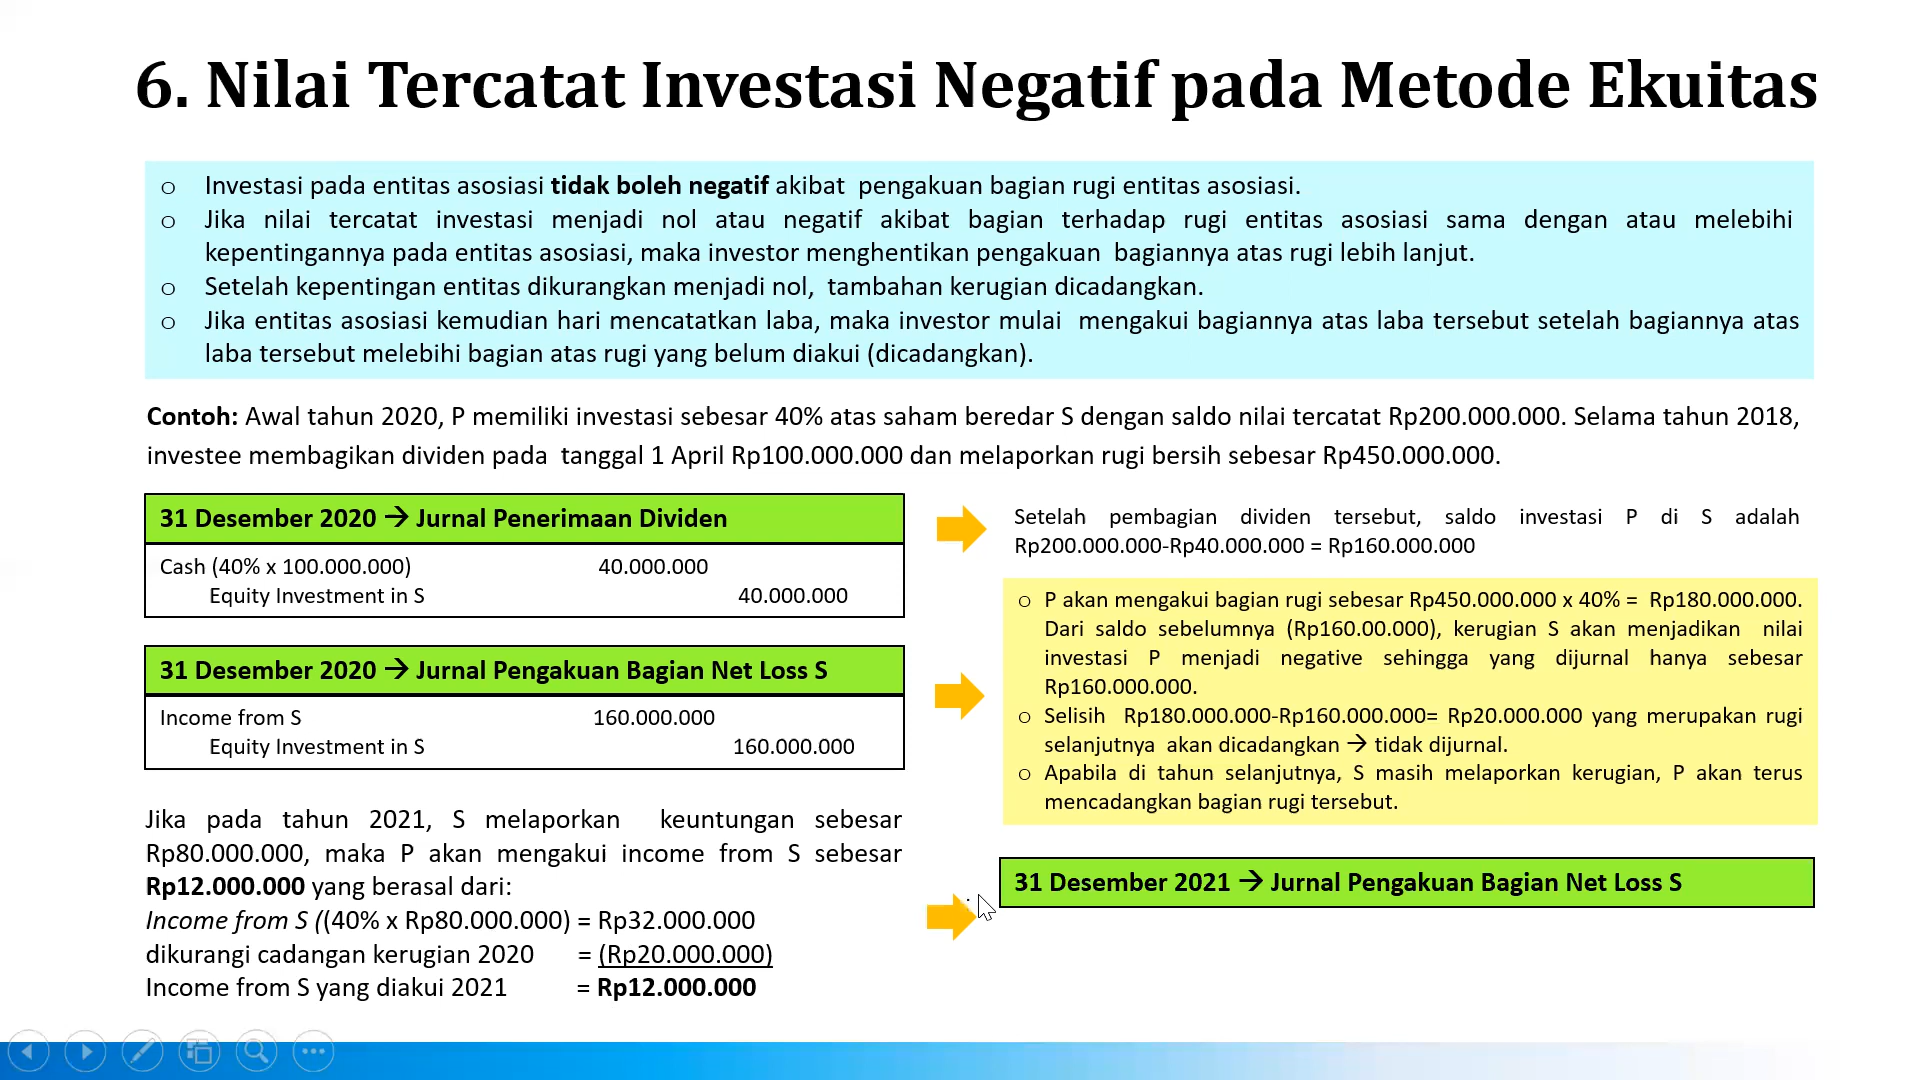 6. Nilai Tercatat Investasi Negatif pada Metode Ekuitas
o Investasi pada entitas asosiasi tidak boleh negatif akibat pengakuan bagian rugi entitas asosiasi.
o Jika nilai tercatat investasi menjadi nol atau negatif akibat bagian terhadap rugi entitas asosiasi sama dengan atau melebihi
kepentingannya pada entitas asosiasi, maka investor menghentikan pengakuan bagiannya atas rugi lebih lanjut.
o Setelah kepentingan entitas dikurangkan menjadi nol, tambahan kerugian dicadangkan.
o Jika entitas asosiasi kemudian hari mencatatkan laba, maka investor mulai mengakui bagiannya atas laba tersebut setelah bagiannya atas
laba tersebut melebihi bagian atas rugi yang belum diakui (dicadangkan).
Contoh: Awal tahun 2020, P memiliki investasi sebesar 40% atas saham beredar S dengan saldo nilai tercatat Rp200.000.000. Selama tahun 2018,
investee membagikan dividen pada tanggal 1 April Rp100.000.000 dan melaporkan rugi bersih sebesar Rp450.000.000.
31 Desember 2020 → Jurnal Penerimaan Dividen
Cash (40% x 100.000.000) 40.000.000
Equity Investment in S 40.000.000
Setelah pembagian dividen tersebut, saldo investasi P di S adalah
Rp200.000.000-Rp40.000.000 = Rp160.000.000
31 Desember 2020 → Jurnal Pengakuan Bagian Net Loss S
Income from S 160.000.000
Equity Investment in S 160.000.000
o P akan mengakui bagian rugi sebesar Rp450.000.000 x 40% = Rp180.000.000.
Dari saldo sebelumnya (Rp160.00.000), kerugian S akan menjadikan nilai
investasi P menjadi negative sehingga yang dijurnal hanya sebesar
Rp160.000.000.
o Selisih Rp180.000.000-Rp160.000.000= Rp20.000.000 yang merupakan rugi
selanjutnya akan dicadangkan → tidak dijurnal.
o Apabila di tahun selanjutnya, S masih melaporkan kerugian, P akan terus
mencadangkan bagian rugi tersebut.
Jika pada tahun 2021, S melaporkan keuntungan sebesar
Rp80.000.000, maka P akan mengakui income from S sebesar
Rp12.000.000 yang berasal dari:
Income from S ((40% x Rp80.000.000) = Rp32.000.000
dikurangi cadangan kerugian 2020 = (Rp20.000.000)
Income from S yang diakui 2021 = Rp12.000.000
31 Desember 2021 → Jurnal Pengakuan Bagian Net Loss S